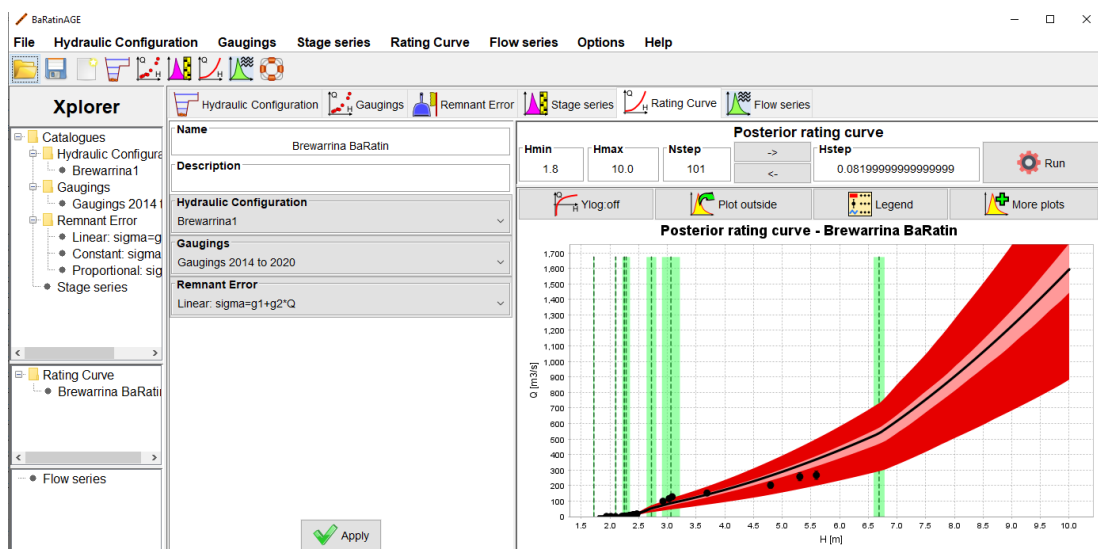 BaRatinAGE
File Hydraulic Configuration Gaugings Stage series Rating Curve Flow series Options Help
Xplorer
Catalogues
Hydraulic Configura
Brewarrina1
Gaugings
Gaugings 2014 t
Remnant Error
Linear: sigma=g
Constant: sigma
Proportional: sig
Stage series
Rating Curve
Brewarrina BaRatin
Flow series
Hydraulic Configuration Gaugings Remnant Error Stage series Rating Curve Flow series
Name
Brewarrina BaRatin
Description
Hydraulic Configuration
Brewarrina1
Gaugings
Gaugings 2014 to 2020
Remnant Error
Linear: sigma=g1+g2*Q
Apply
Posterior rating curve
Hmin Hmax Nstep -> Hstep
1.8 10.0 101 <- 0.08199999999999999
Run
Ylog:off Plot outside Legend More plots
Posterior rating curve - Brewarrina BaRatin
Q [m3/s]
1,700
1,600
1,500
1,400
1,300
1,200
1,100
1,000
900
800
700
600
500
400
300
200
100
0
1.5 2.0 2.5 3.0 3.5 4.0 4.5 5.0 5.5 6.0 6.5 7.0 7.5 8.0 8.5 9.0 9.5 10.0
H [m]